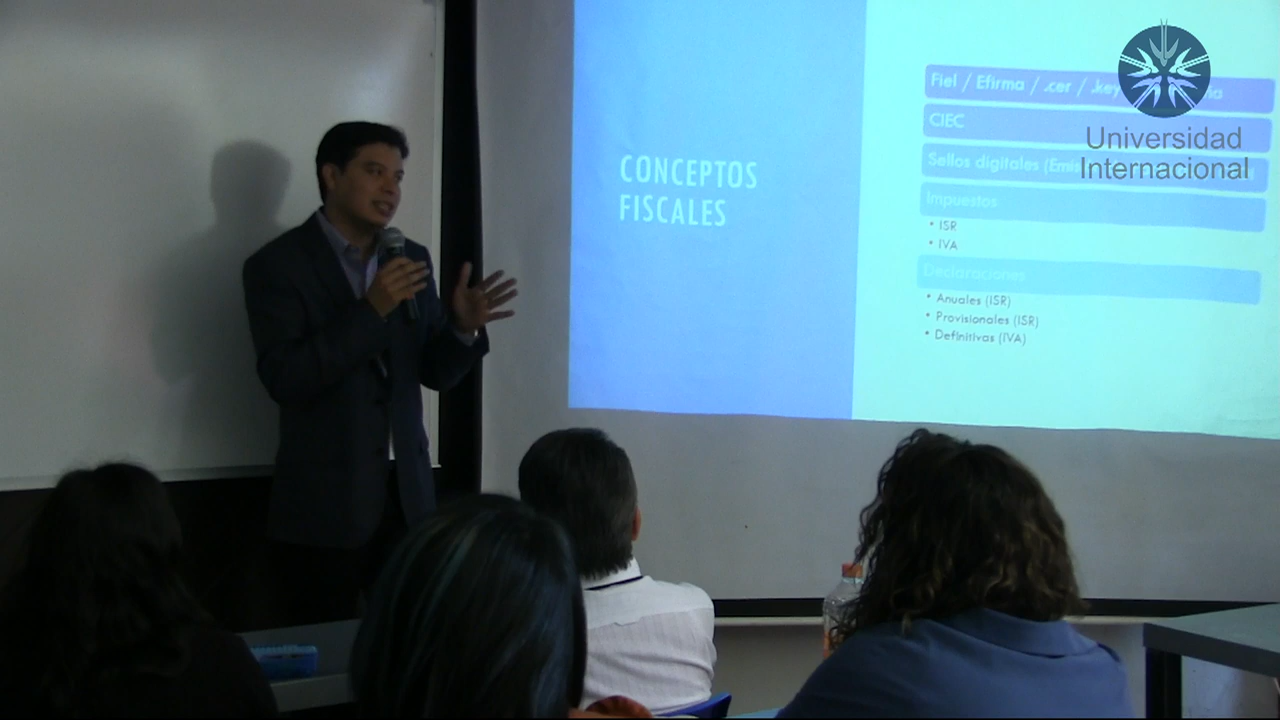 CONCEPTOS
FISCALES
Fiel / Efirma / .cer / .key
CIEC
Sellos digitales
Impuestos
• ISR
• IVA
Declaraciones
• Anuales (ISR)
• Provisionales (ISR)
• Definitivas (IVA)
Universidad
Internacional